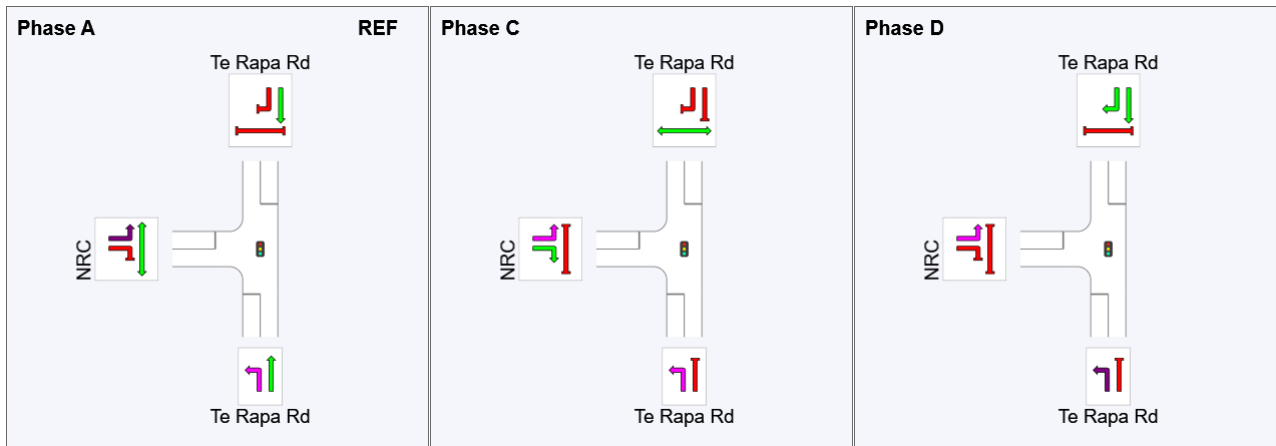 Phase A
REF
Te Rapa Rd
NRC
Te Rapa Rd
Phase C
Te Rapa Rd
NRC
Te Rapa Rd
Phase D
Te Rapa Rd
NRC
Te Rapa Rd